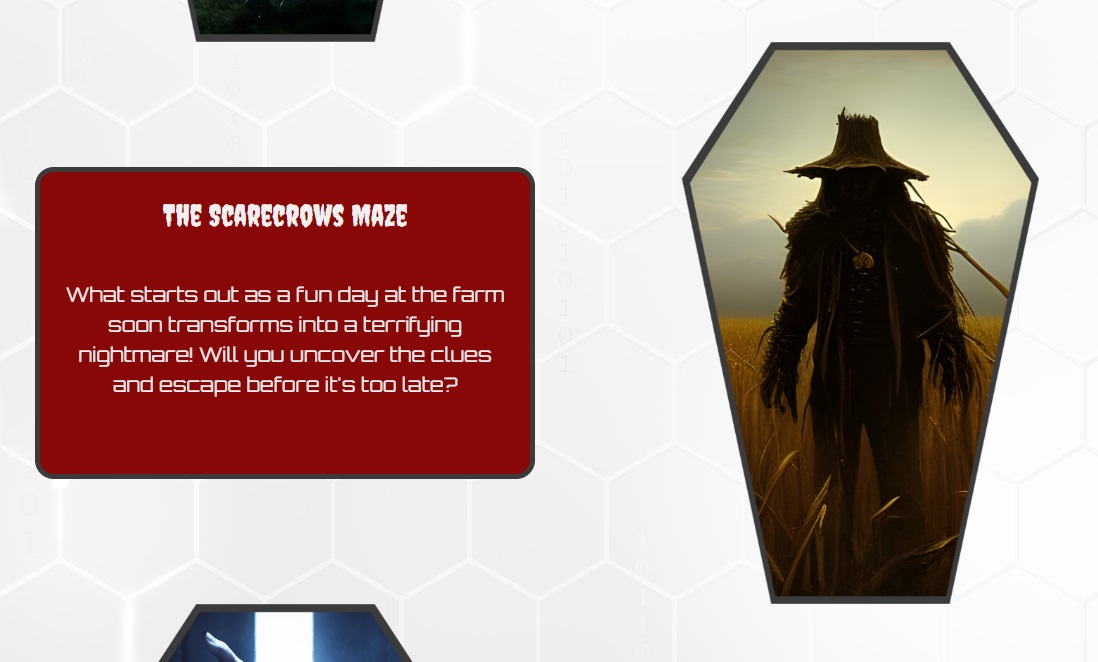 THE SCARECROWS MAZE
What starts out as a fun day at the farm
soon transforms into a terrifying
nightmare! Will you uncover the clues
and escape before it's too late?